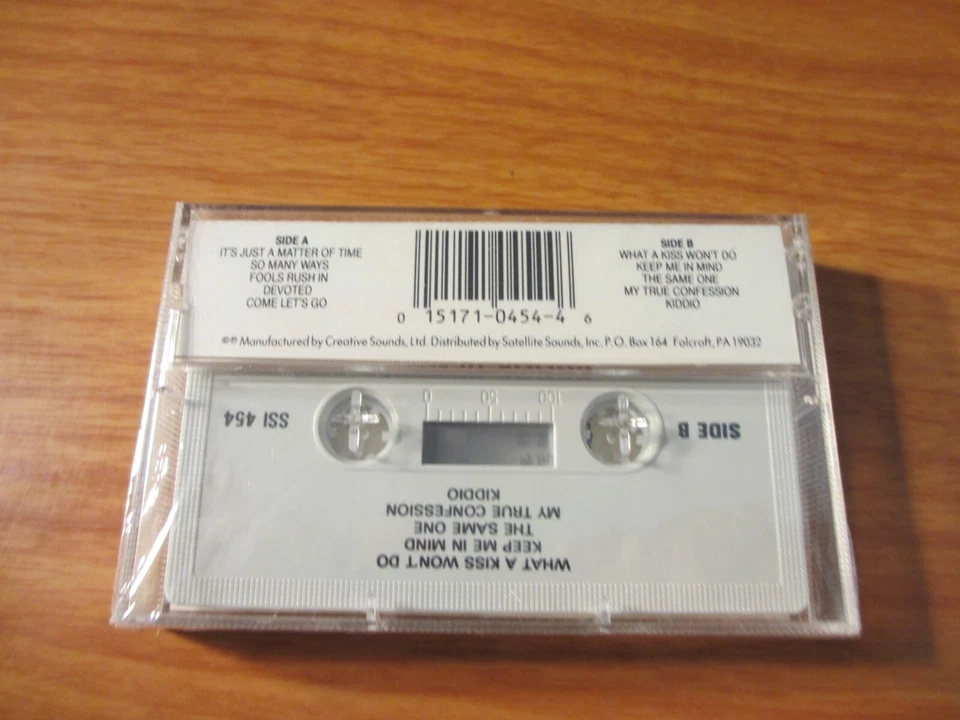 SIDE A
IT'S JUST A MATTER OF TIME
SO MANY WAYS
FOOLS RUSH IN
DEVOTED
COME LET'S GO
0 15171-0454-4 6
SIDE B
WHAT A KISS WON'T DO
KEEP ME IN MIND
THE SAME ONE
MY TRUE CONFESSION
KIDDIO
©℗ Manufactured by Creative Sounds, Ltd. Distributed by Satellite Sounds, Inc. P.O. Box 164 Folcroft, PA 19032
WHAT A KISS WON'T DO
KEEP ME IN MIND
THE SAME ONE
MY TRUE CONFESSION
KIDDIO
SIDE B
SSI 454
100 50 0